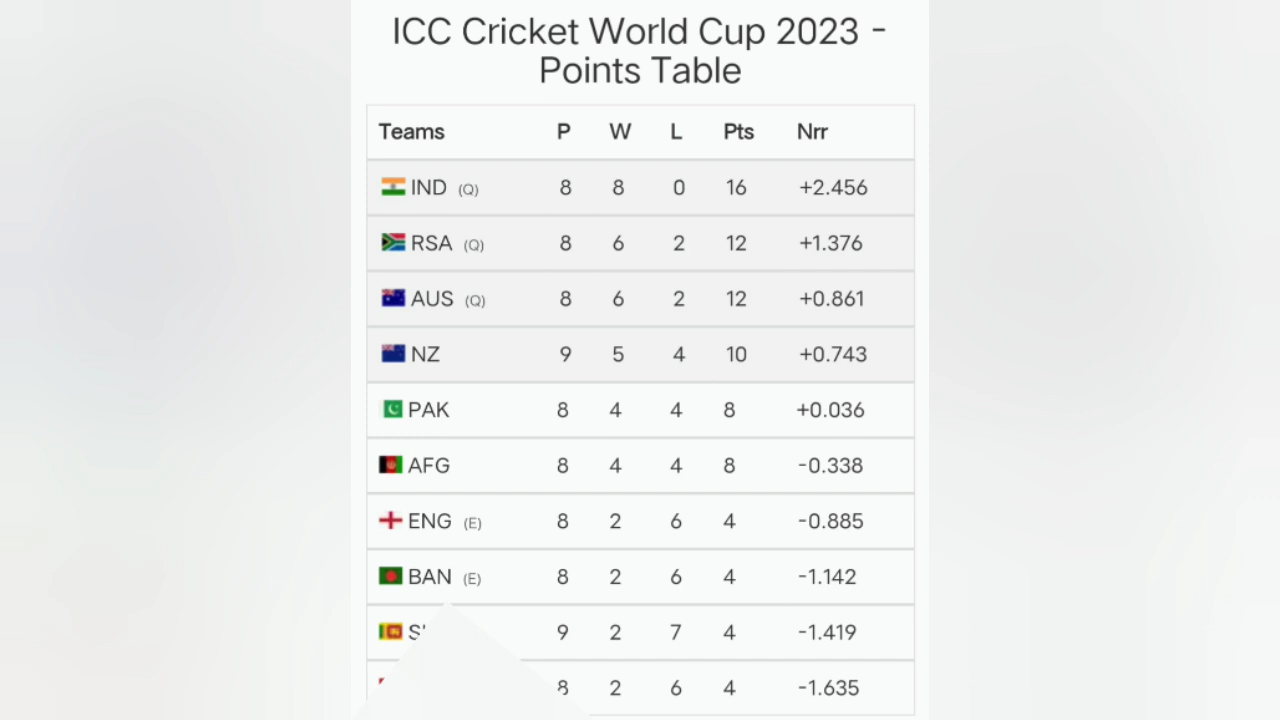 ICC Cricket World Cup 2023 -
Points Table
Teams P W L Pts Nrr
IND (Q) 8 8 0 16 +2.456
RSA (Q) 8 6 2 12 +1.376
AUS (Q) 8 6 2 12 +0.861
NZ 9 5 4 10 +0.743
PAK 8 4 4 8 +0.036
AFG 8 4 4 8 -0.338
ENG (E) 8 2 6 4 -0.885
BAN (E) 8 2 6 4 -1.142
9 2 7 4 -1.419
8 2 6 4 -1.635